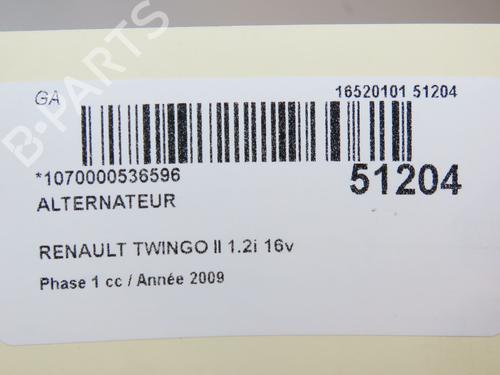 GA 16520101 51204
*1070000536596
51204
ALTERNATEUR
RENAULT TWINGO II 1.2i 16v
Phase 1 cc / Année 2009
B-PARTS